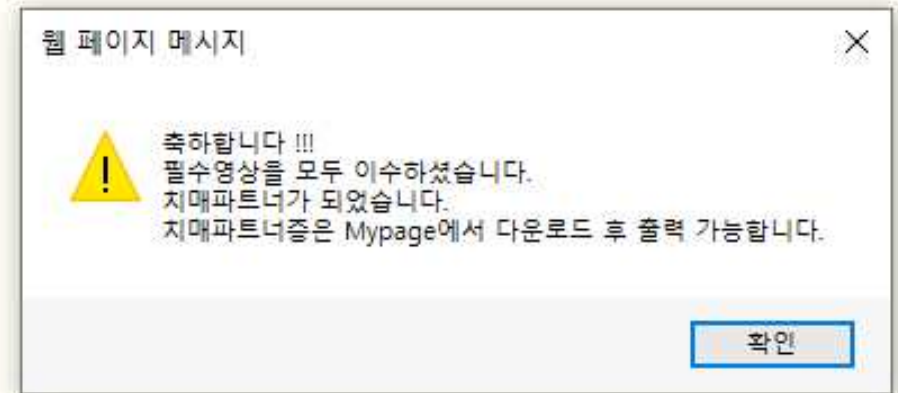 웹 페이지 메시지
축하합니다 !!!
필수영상을 모두 이수하셨습니다.
치매파트너가 되었습니다.
치매파트너증은 Mypage에서 다운로드 후 출력 가능합니다.
확인